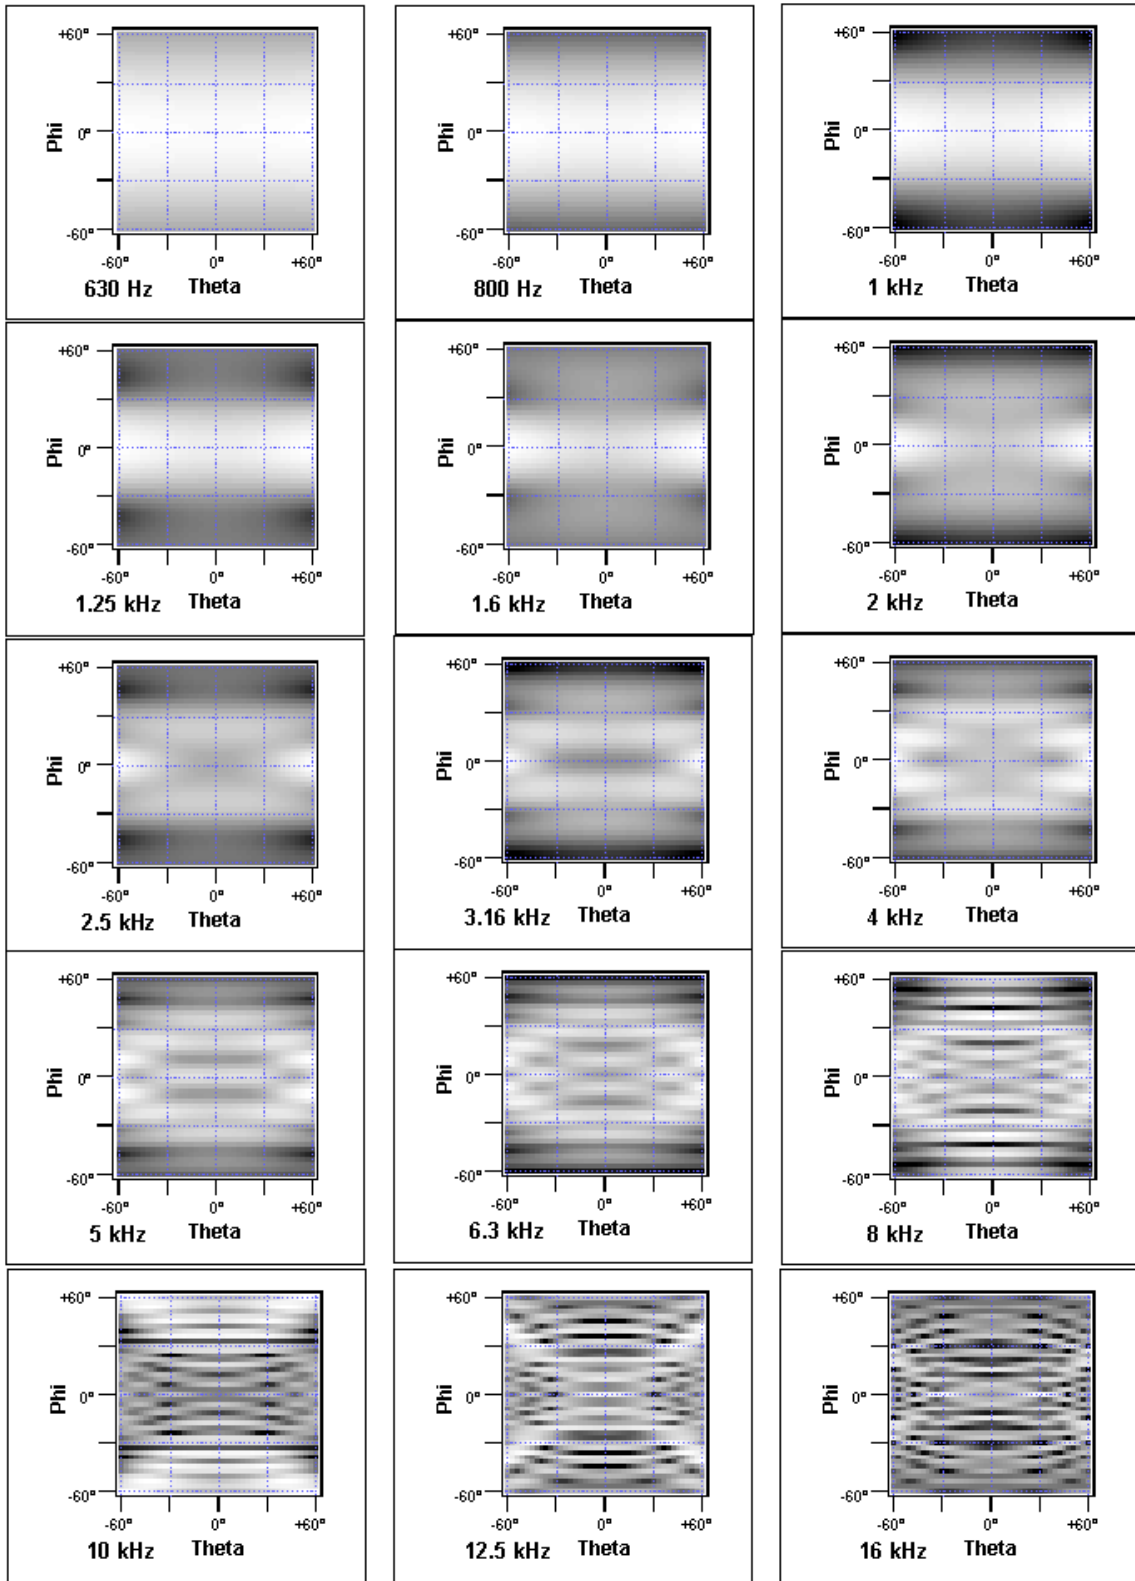 +60°
Phi
0°
-60°
-60° 0° +60°
630 Hz Theta
+60°
Phi
0°
-60°
-60° 0° +60°
800 Hz Theta
+60°
Phi
0°
-60°
-60° 0° +60°
1 kHz Theta
+60°
Phi
0°
-60°
-60° 0° +60°
1.25 kHz Theta
+60°
Phi
0°
-60°
-60° 0° +60°
1.6 kHz Theta
+60°
Phi
0°
-60°
-60° 0° +60°
2 kHz Theta
+60°
Phi
0°
-60°
-60° 0° +60°
2.5 kHz Theta
+60°
Phi
0°
-60°
-60° 0° +60°
3.16 kHz Theta
+60°
Phi
0°
-60°
-60° 0° +60°
4 kHz Theta
+60°
Phi
0°
-60°
-60° 0° +60°
5 kHz Theta
+60°
Phi
0°
-60°
-60° 0° +60°
6.3 kHz Theta
+60°
Phi
0°
-60°
-60° 0° +60°
8 kHz Theta
+60°
Phi
0°
-60°
-60° 0° +60°
10 kHz Theta
+60°
Phi
0°
-60°
-60° 0° +60°
12.5 kHz Theta
+60°
Phi
0°
-60°
-60° 0° +60°
16 kHz Theta